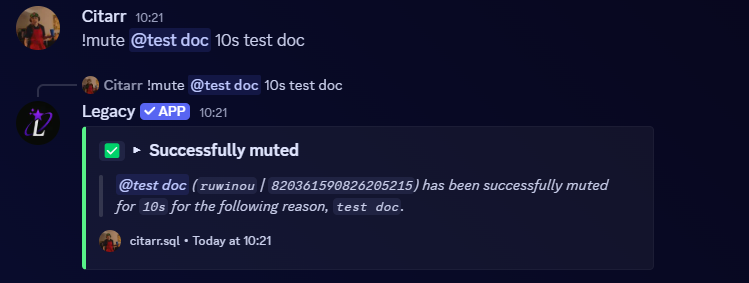 Citarr 10:21
!mute @test doc 10s test doc
Citarr !mute @test doc 10s test doc
Legacy ✓ APP 10:21
✅ ► Successfully muted
@test doc (ruwinou | 820361590826205215) has been successfully muted
for 10s for the following reason, test doc.
citarr.sql • Today at 10:21